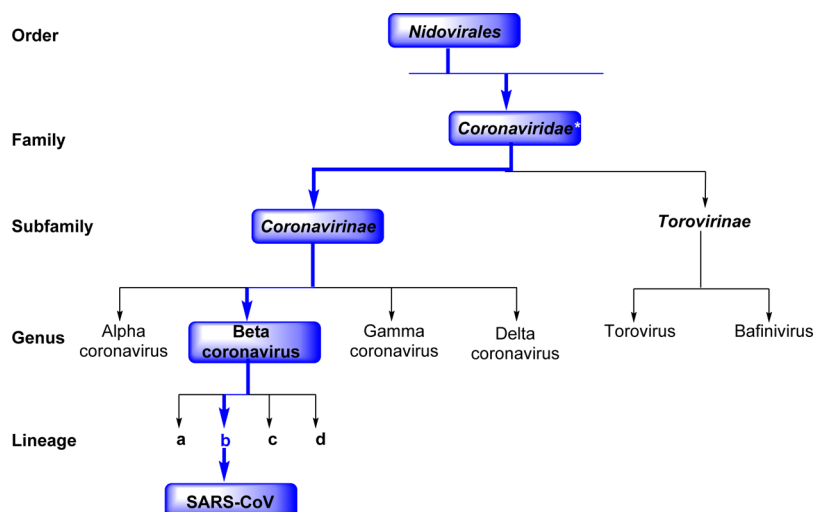 Order
Nidovirales
Family
Coronaviridae*
Subfamily
Coronavirinae
Torovirinae
Genus
Alpha
coronavirus
Beta
coronavirus
Gamma
coronavirus
Delta
coronavirus
Torovirus
Bafinivirus
Lineage
a b c d
SARS-CoV